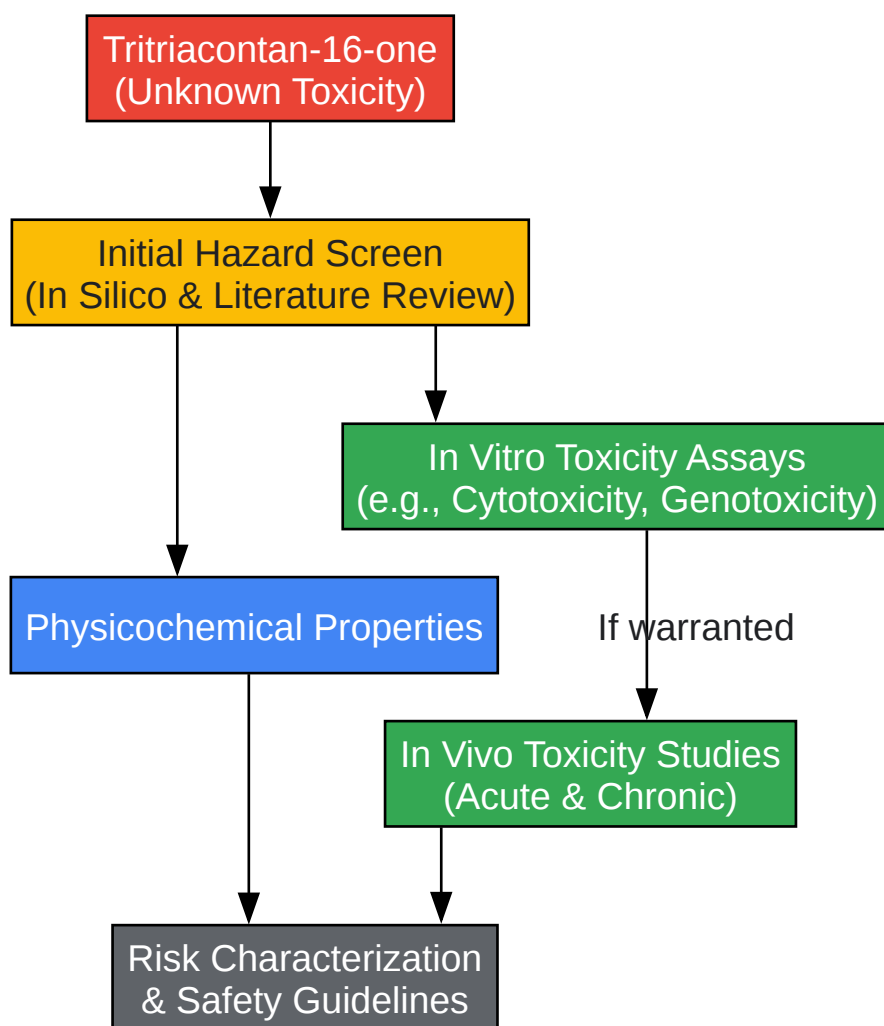 Tritriacontan-16-one
(Unknown Toxicity)
Initial Hazard Screen
(In Silico & Literature Review)
In Vitro Toxicity Assays
(e.g., Cytotoxicity, Genotoxicity)
Physicochemical Properties
If warranted
In Vivo Toxicity Studies
(Acute & Chronic)
Risk Characterization
& Safety Guidelines